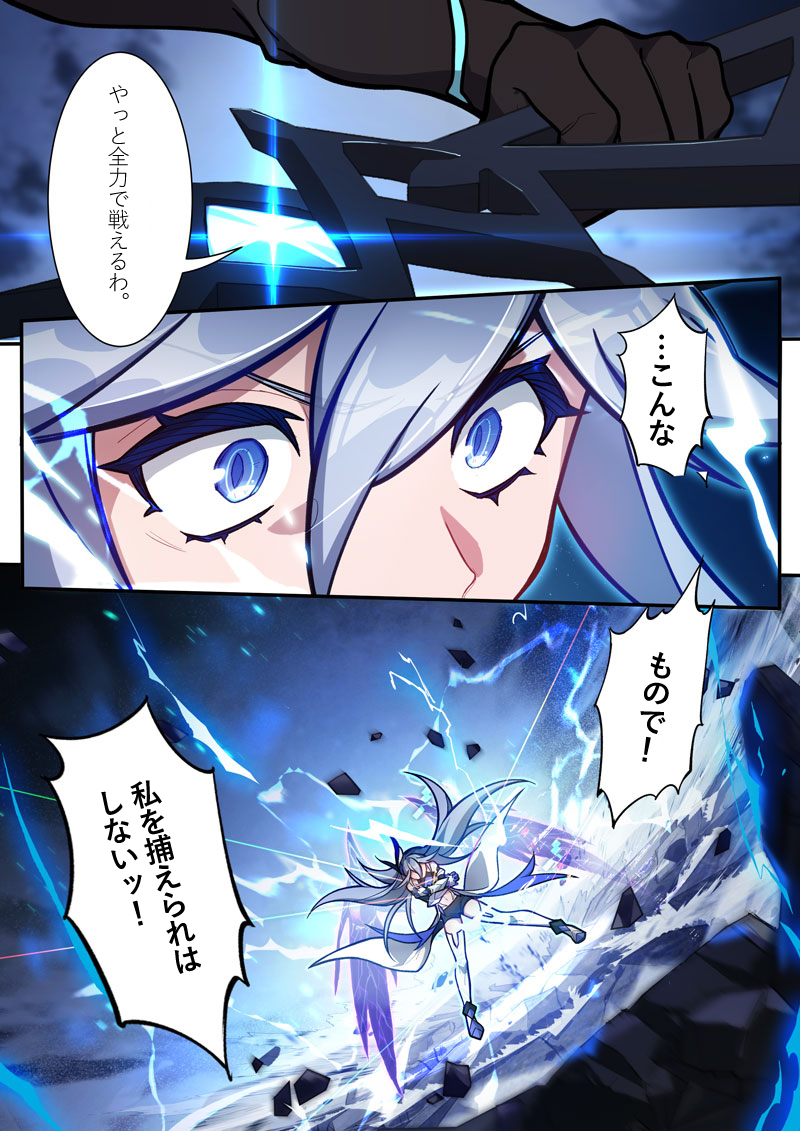 やっと全力で戦えるわ。
…こんな
もので！
私を捕えられは
しないッ！